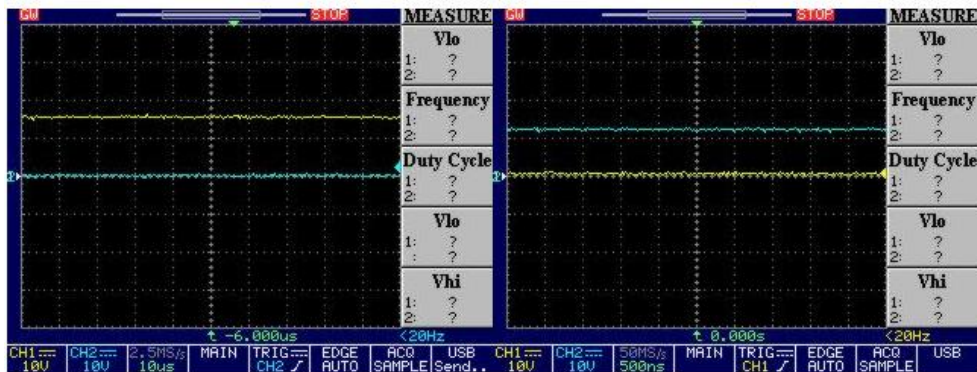 GW STOP MEASURE
Vlo
1: ?
2: ?
Frequency
1: ?
2: ?
Duty Cycle
1: ?
2: ?
Vlo
1: ?
: ?
Vhi
1: ?
2: ?
-6.000us <20Hz
CH1 CH2 2.5MS/s MAIN TRIG EDGE ACQ USB
10V 10V 10us CH2 AUTO SAMPLE Send..
GW STOP MEASURE
Vlo
1: ?
2: ?
Frequency
1: ?
2: ?
Duty Cycle
1: ?
2: ?
Vlo
1: ?
2: ?
Vhi
1: ?
2: ?
0.000s <20Hz
CH1 CH2 50MS/s MAIN TRIG EDGE ACQ USB
10V 10V 500ns CH1 AUTO SAMPLE